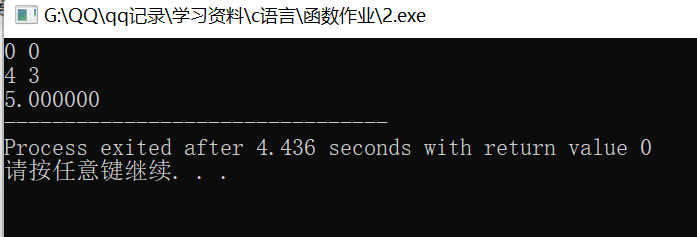 G:\QQ\qq记录\学习资料\c语言\函数作业\2.exe
0 0
4 3
5.000000
--------------------------------
Process exited after 4.436 seconds with return value 0
请按任意键继续. . .